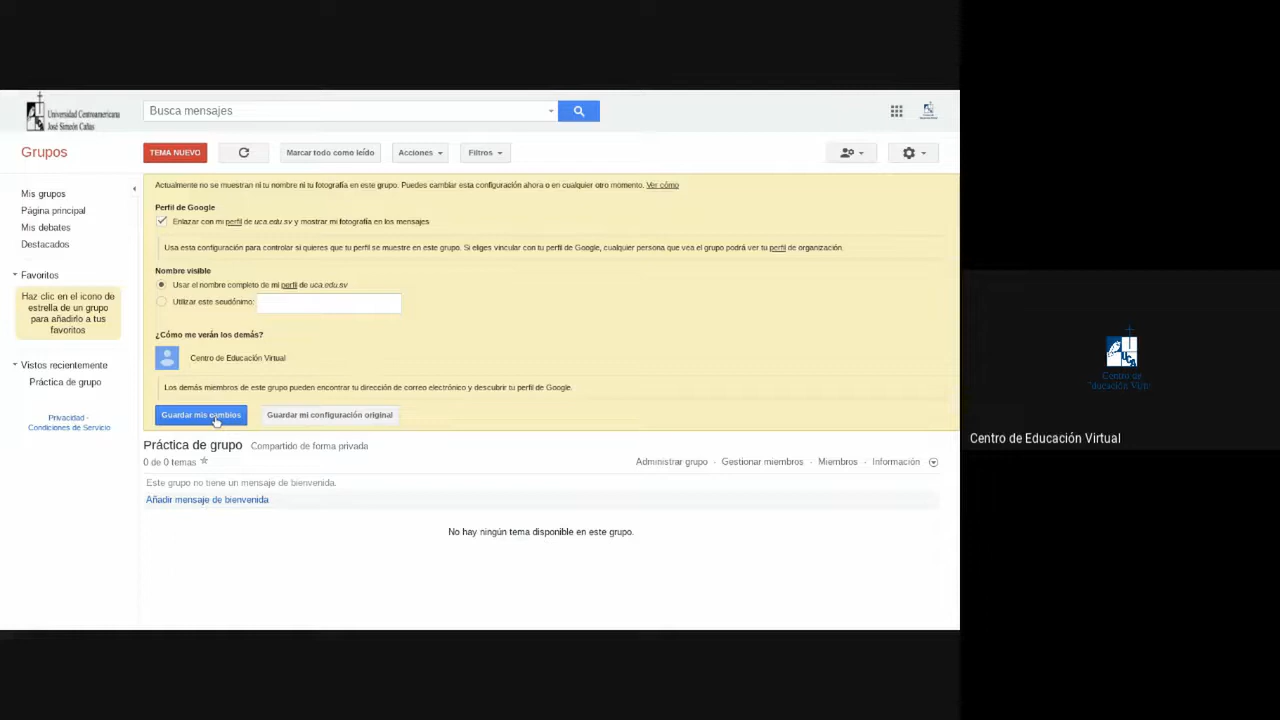 Universidad Centroamericana
José Simeón Cañas
Busca mensajes
Grupos
TEMA NUEVO
Marcar todo como leído
Acciones
Filtros
Mis grupos
Página principal
Mis debates
Destacados
Favoritos
Haz clic en el icono de
estrella de un grupo
para añadirlo a tus
favoritos
Vistos recientemente
Práctica de grupo
Privacidad -
Condiciones de Servicio
Actualmente no se muestran ni tu nombre ni tu fotografía en este grupo. Puedes cambiar esta configuración ahora o en cualquier otro momento. Ver cómo
Perfil de Google
Enlazar con mi perfil de uca.edu.sv y mostrar mi fotografía en los mensajes
Usa esta configuración para controlar si quieres que tu perfil se muestre en este grupo. Si eliges vincular con tu perfil de Google, cualquier persona que vea el grupo podrá ver tu perfil de organización.
Nombre visible
Usar el nombre completo de mi perfil de uca.edu.sv
Utilizar este seudónimo:
¿Cómo me verán los demás?
Centro de Educación Virtual
Los demás miembros de este grupo pueden encontrar tu dirección de correo electrónico y descubrir tu perfil de Google.
Guardar mis cambios
Guardar mi configuración original
Práctica de grupo Compartido de forma privada
0 de 0 temas
Administrar grupo - Gestionar miembros - Miembros - Información
Este grupo no tiene un mensaje de bienvenida.
Añadir mensaje de bienvenida
No hay ningún tema disponible en este grupo.
Centro de
Centro de Educación Virtual